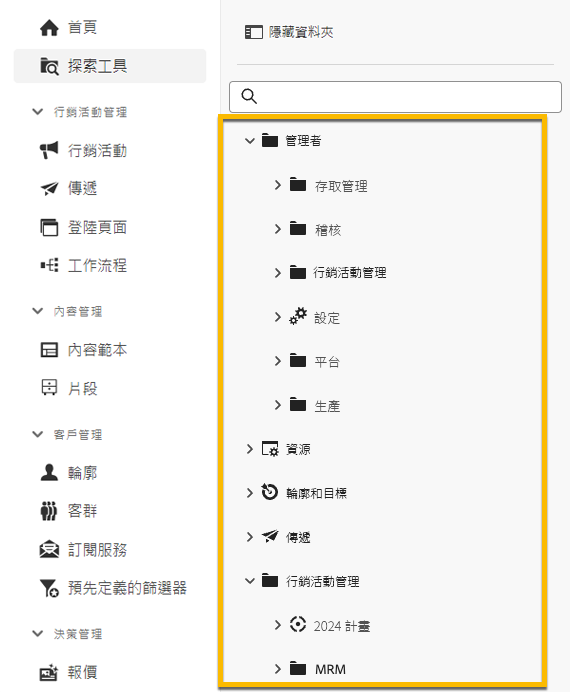 首頁
探索工具
行銷活動管理
行銷活動
傳遞
登陸頁面
工作流程
內容管理
內容範本
片段
客戶管理
輪廓
客群
訂閱服務
預先定義的篩選器
決策管理
報價
隱藏資料夾
管理者
存取管理
稽核
行銷活動管理
設定
平台
生產
資源
輪廓和目標
傳遞
行銷活動管理
2024 計畫
MRM